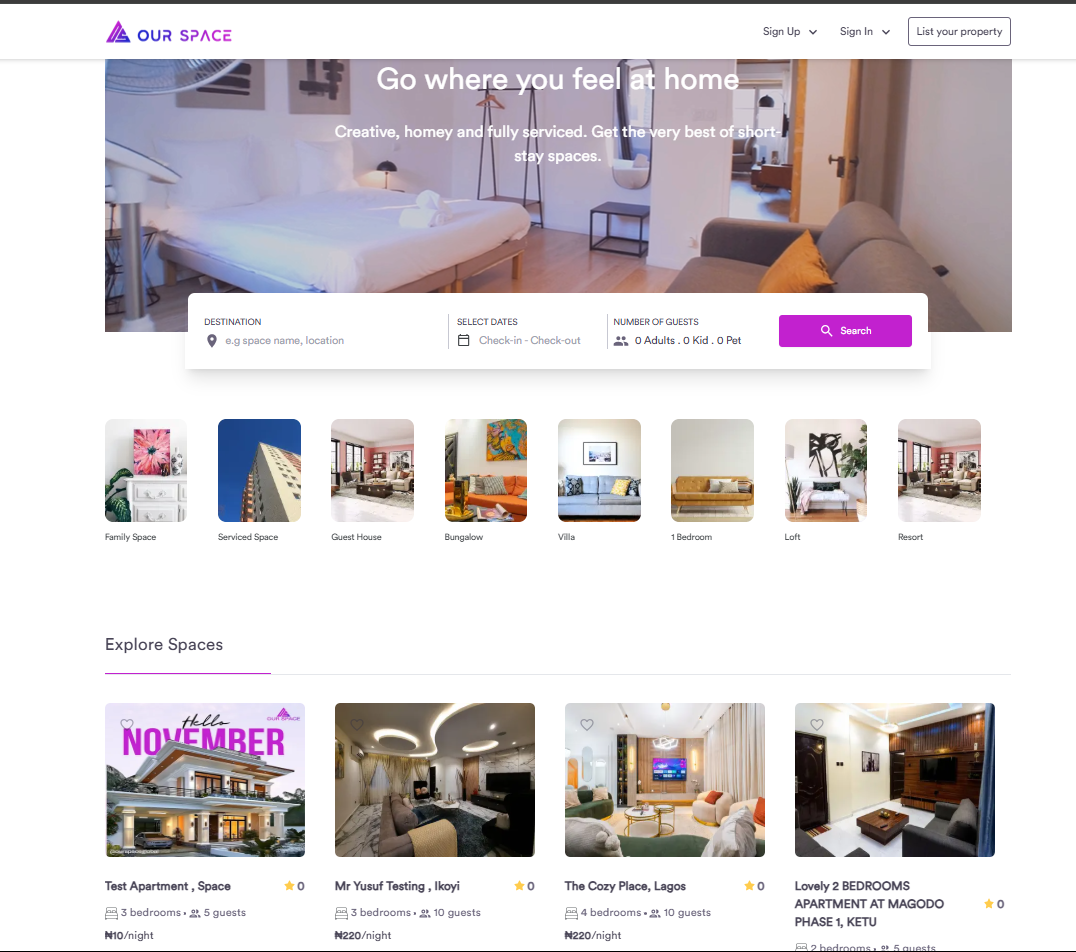 OUR SPACE
Sign Up
Sign In
List your property
Go where you feel at home
Creative, homey and fully serviced. Get the very best of short-
stay spaces.
DESTINATION
e.g space name, location
SELECT DATES
Check-in - Check-out
NUMBER OF GUESTS
0 Adults . 0 Kid . 0 Pet
Search
Family Space
Serviced Space
Guest House
Bungalow
Villa
1 Bedroom
Loft
Resort
Explore Spaces
Hello
NOVEMBER
OUR SPACE
Test Apartment , Space
0
3 bedrooms • 5 guests
₦10/night
Mr Yusuf Testing , Ikoyi
0
3 bedrooms • 10 guests
₦220/night
The Cozy Place, Lagos
0
4 bedrooms • 10 guests
₦220/night
Lovely 2 BEDROOMS
APARTMENT AT MAGODO
PHASE 1, KETU
0
2 bedrooms • 5 guests